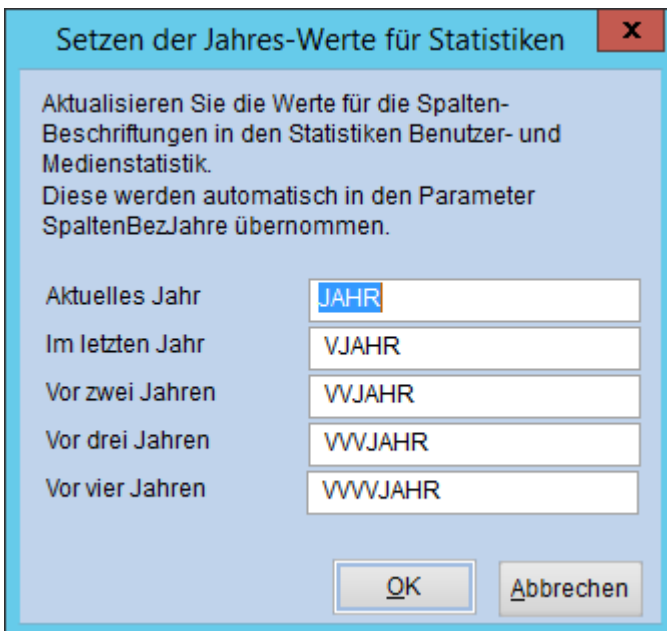 Setzen der Jahres-Werte für Statistiken
x
Aktualisieren Sie die Werte für die Spalten-
Beschriftungen in den Statistiken Benutzer- und
Medienstatistik.
Diese werden automatisch in den Parameter
SpaltenBezJahre übernommen.
Aktuelles Jahr JAHR
Im letzten Jahr VJAHR
Vor zwei Jahren VVJAHR
Vor drei Jahren VVVJAHR
Vor vier Jahren VVVVJAHR
OK Abbrechen